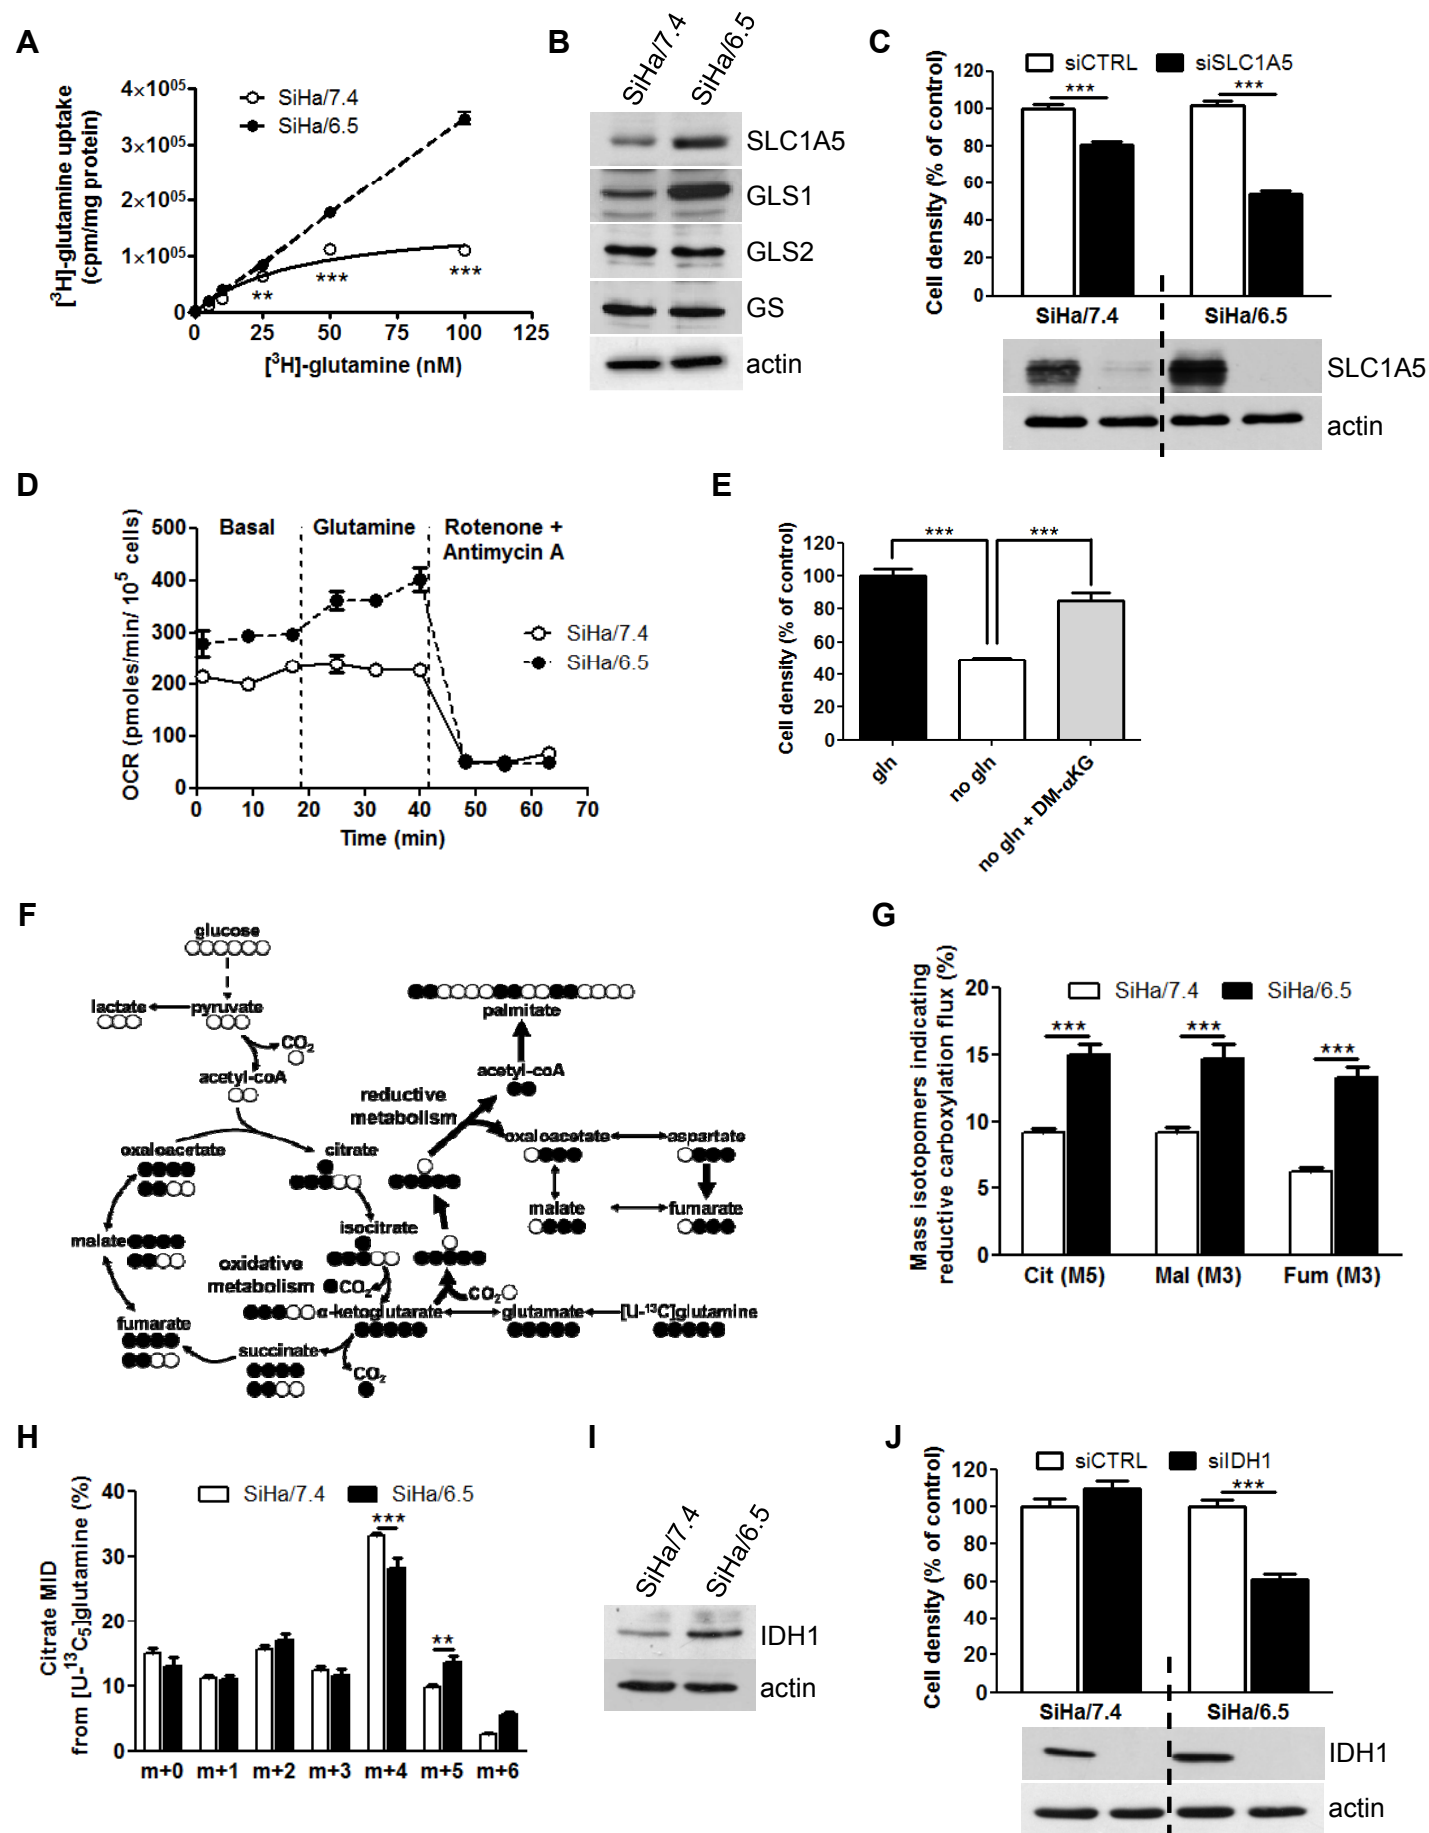 A
[³H]-glutamine uptake
(cpm/mg protein)
4×10⁰⁵
3×10⁰⁵
2×10⁰⁵
1×10⁰⁵
0
SiHa/7.4
SiHa/6.5
**
***
***
0 25 50 75 100 125
[³H]-glutamine (nM)
B
SiHa/7.4
SiHa/6.5
SLC1A5
GLS1
GLS2
GS
actin
C
siCTRL siSLC1A5
Cell density (% of control)
120
100
80
60
40
20
0
***
***
SiHa/7.4 SiHa/6.5
SLC1A5
actin
D
OCR (pmoles/min/ 10⁵ cells)
500
400
300
200
100
0
Basal
Glutamine
Rotenone +
Antimycin A
SiHa/7.4
SiHa/6.5
0 10 20 30 40 50 60 70
Time (min)
E
Cell density (% of control)
120
100
80
60
40
20
0
***
***
gln
no gln
no gln + DM-αKG
F
glucose
lactate
pyruvate
CO₂
acetyl-coA
palmitate
acetyl-coA
reductive
metabolism
oxaloacetate
aspartate
oxaloacetate
citrate
malate
fumarate
isocitrate
malate
oxidative
metabolism
CO₂
CO₂
α-ketoglutarate
glutamate
[U-¹³C]glutamine
fumarate
succinate
CO₂
G
Mass isotopomers indicating
reductive carboxylation flux (%)
20
15
10
5
0
SiHa/7.4 SiHa/6.5
***
***
***
Cit (M5) Mal (M3) Fum (M3)
H
Citrate MID
from [U-¹³C₅]glutamine (%)
40
30
20
10
0
SiHa/7.4 SiHa/6.5
***
**
m+0 m+1 m+2 m+3 m+4 m+5 m+6
I
SiHa/7.4
SiHa/6.5
IDH1
actin
J
siCTRL siIDH1
Cell density (% of control)
120
100
80
60
40
20
0
***
SiHa/7.4 SiHa/6.5
IDH1
actin